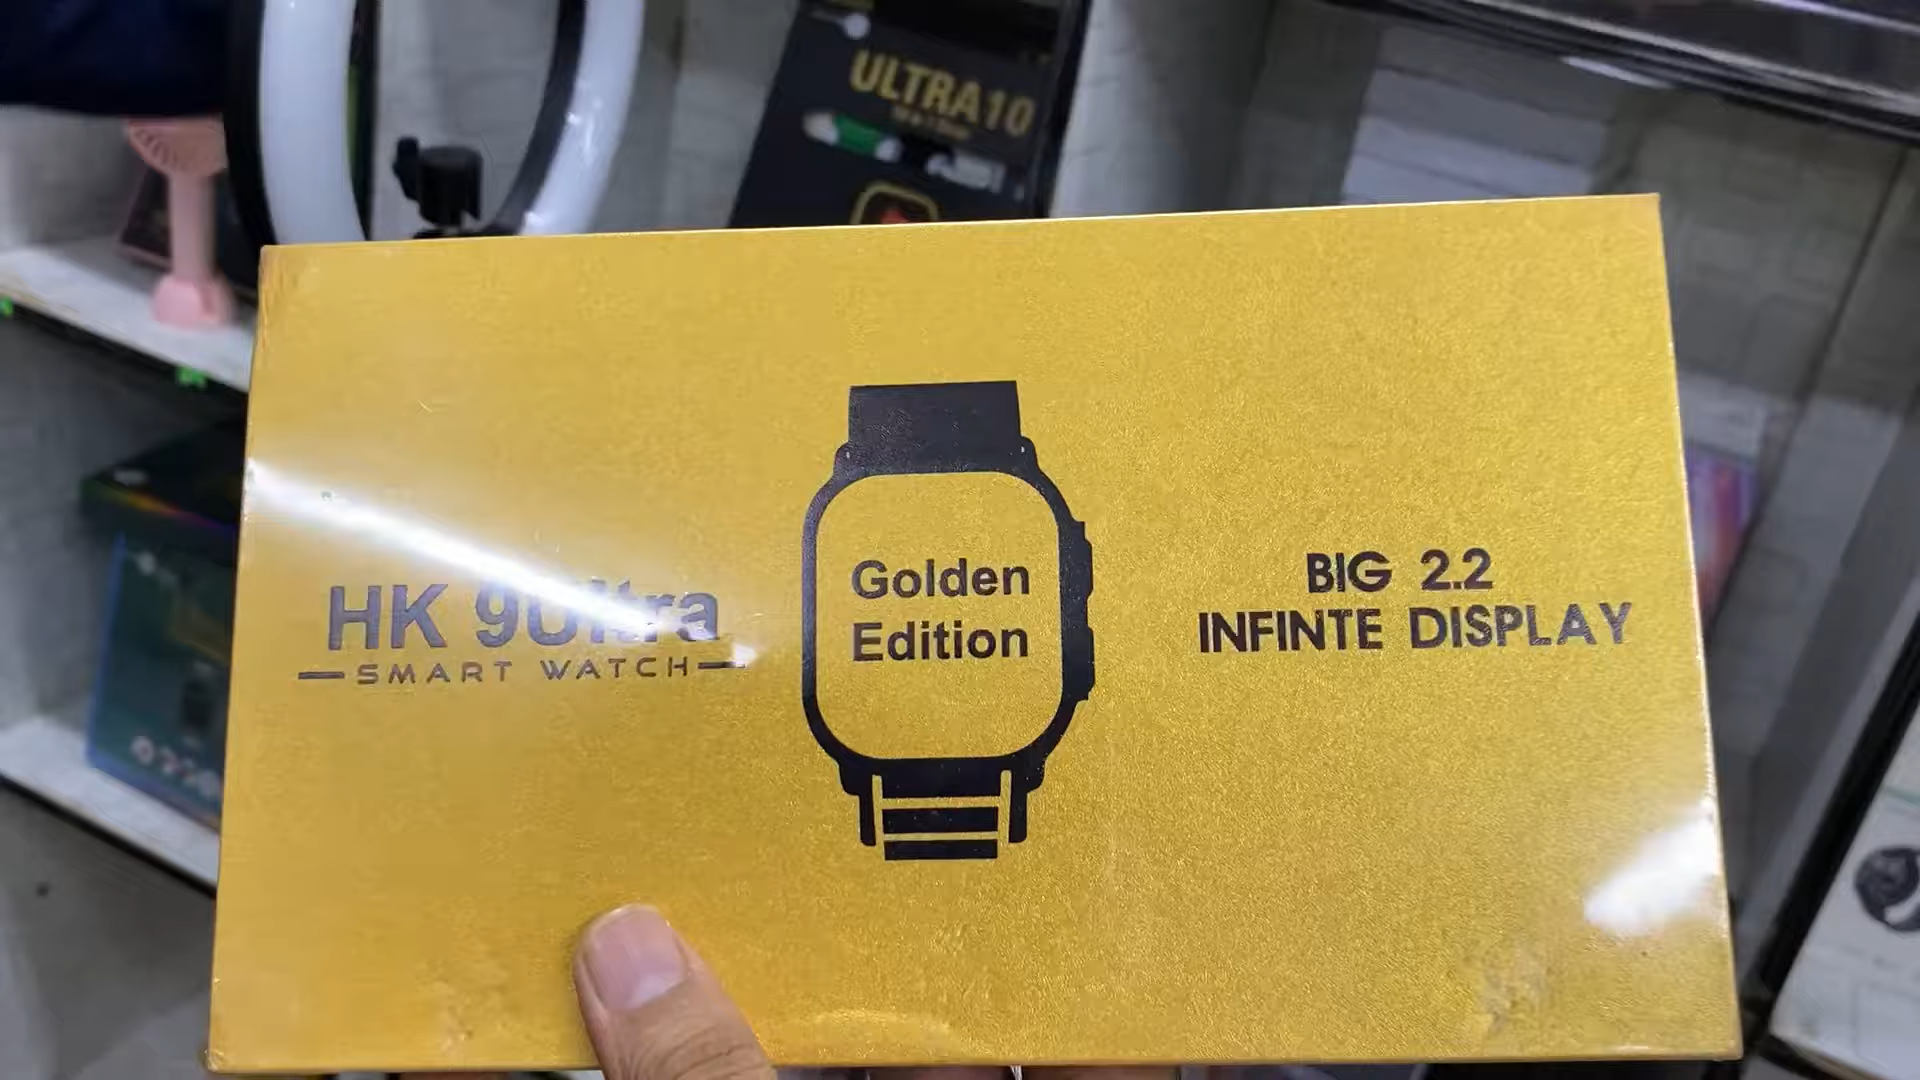 ULTRA10
HK 9Ultra
SMART WATCH
Golden
Edition
BIG 2.2
INFINTE DISPLAY